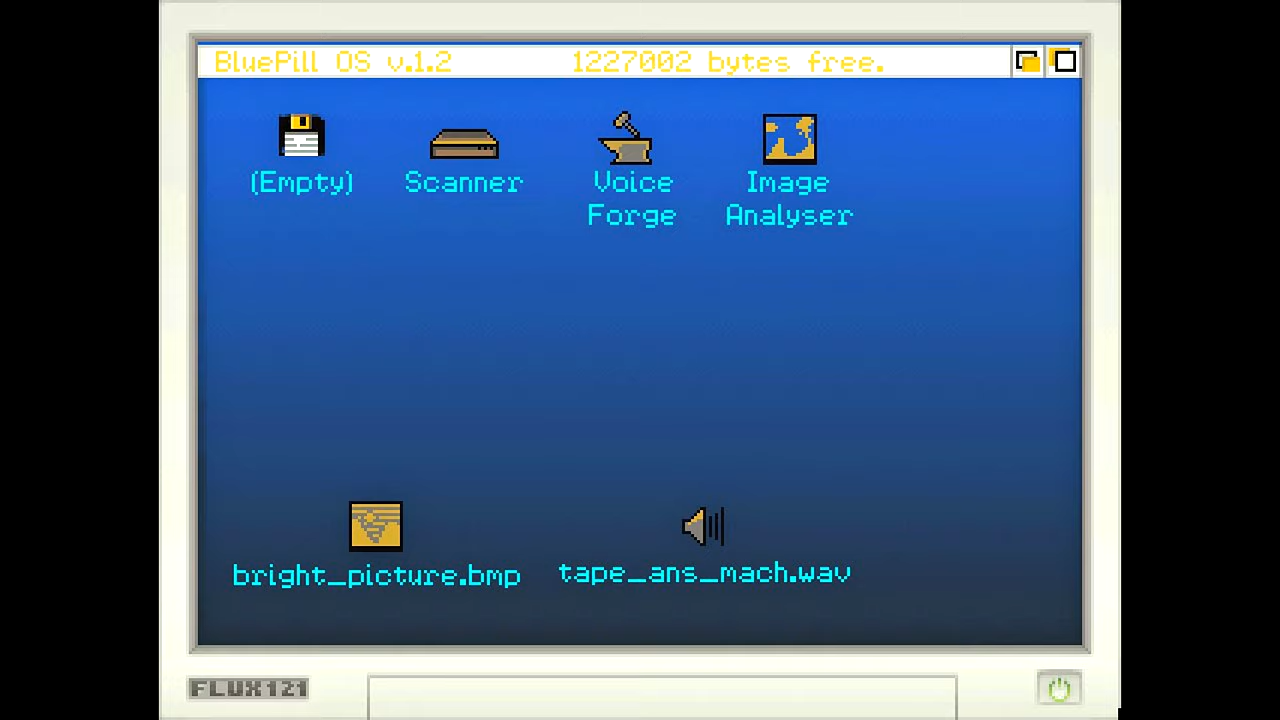 BluePill OS v.1.2 1227002 bytes free.
(Empty) Scanner Voice Forge Image Analyser
bright_picture.bmp tape_ans_mach.wav
FLUX121